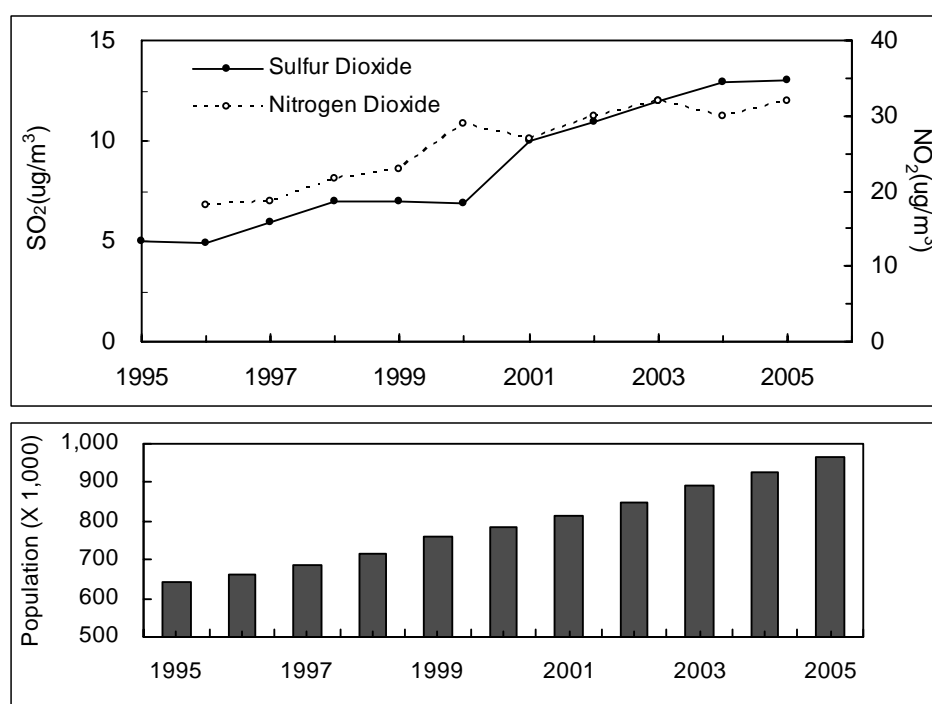 15
10
5
0
SO2(ug/m3)
Sulfur Dioxide
Nitrogen Dioxide
40
30
20
10
0
NO2(ug/m3)
1995 1997 1999 2001 2003 2005
1,000
900
800
700
600
500
Population (X 1,000)
1995 1997 1999 2001 2003 2005